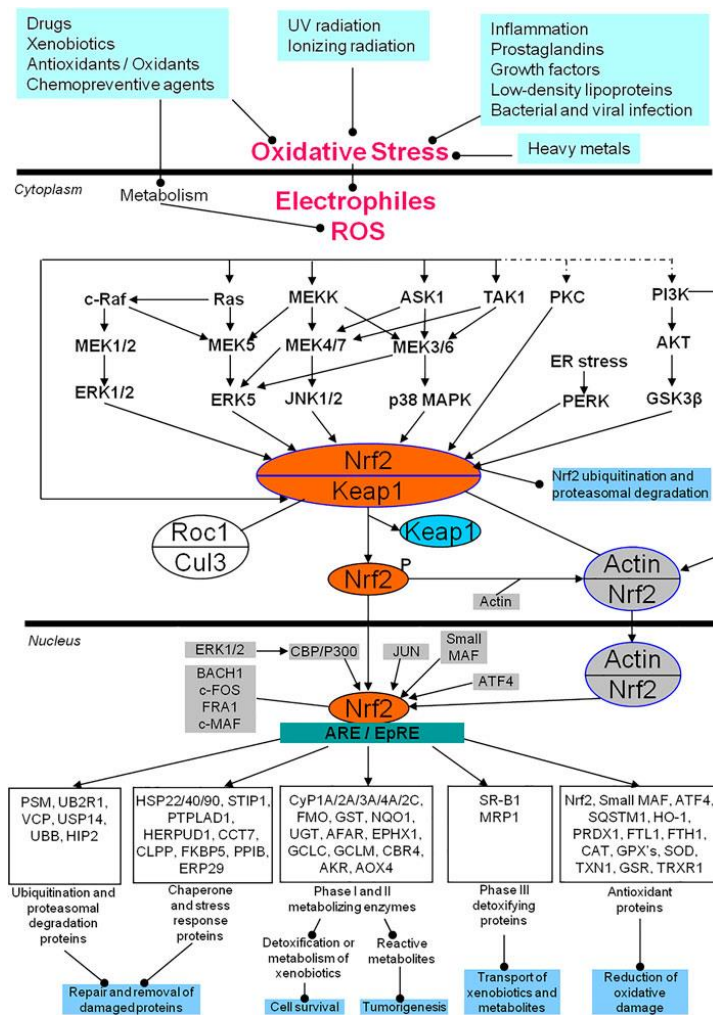 Drugs
Xenobiotics
Antioxidants / Oxidants
Chemopreventive agents
UV radiation
Ionizing radiation
Inflammation
Prostaglandins
Growth factors
Low-density lipoproteins
Bacterial and viral infection
Oxidative Stress
Heavy metals
Cytoplasm
Metabolism
Electrophiles
ROS
c-Raf Ras MEKK ASK1 TAK1 PKC PI3K
MEK1/2 MEK5 MEK4/7 MEK3/6 AKT
ER stress
ERK1/2 ERK5 JNK1/2 p38 MAPK PERK GSK3β
Nrf2
Keap1
Nrf2 ubiquitination and
proteasomal degradation
Roc1
Cul3
Keap1
Nrf2
P
Actin
Actin
Nrf2
Nucleus
ERK1/2
CBP/P300
JUN
Small
MAF
ATF4
BACH1
c-FOS
FRA1
c-MAF
Nrf2
Actin
Nrf2
ARE / EpRE
PSM, UB2R1,
VCP, USP14,
UBB, HIP2
HSP22/40/90, STIP1,
PTPLAD1,
HERPUD1, CCT7,
CLPP, FKBP5, PPIB,
ERP29
CyP1A/2A/3A/4A/2C,
FMO, GST, NQO1,
UGT, AFAR, EPHX1,
GCLC, GCLM, CBR4,
AKR, AOX4
SR-B1
MRP1
Nrf2, Small MAF, ATF4,
SQSTM1, HO-1,
PRDX1, FTL1, FTH1,
CAT, GPX's, SOD,
TXN1, GSR, TRXR1
Ubiquitination and
proteasomal
degradation
proteins
Chaperone
and stress
response
proteins
Phase I and II
metabolizing enzymes
Phase III
detoxifying
proteins
Antioxidant
proteins
Detoxification or
metabolism of
xenobiotics
Reactive
metabolites
Repair and removal of
damaged proteins
Cell survival
Tumorigenesis
Transport of
xenobiotics and
metabolites
Reduction of
oxidative
damage